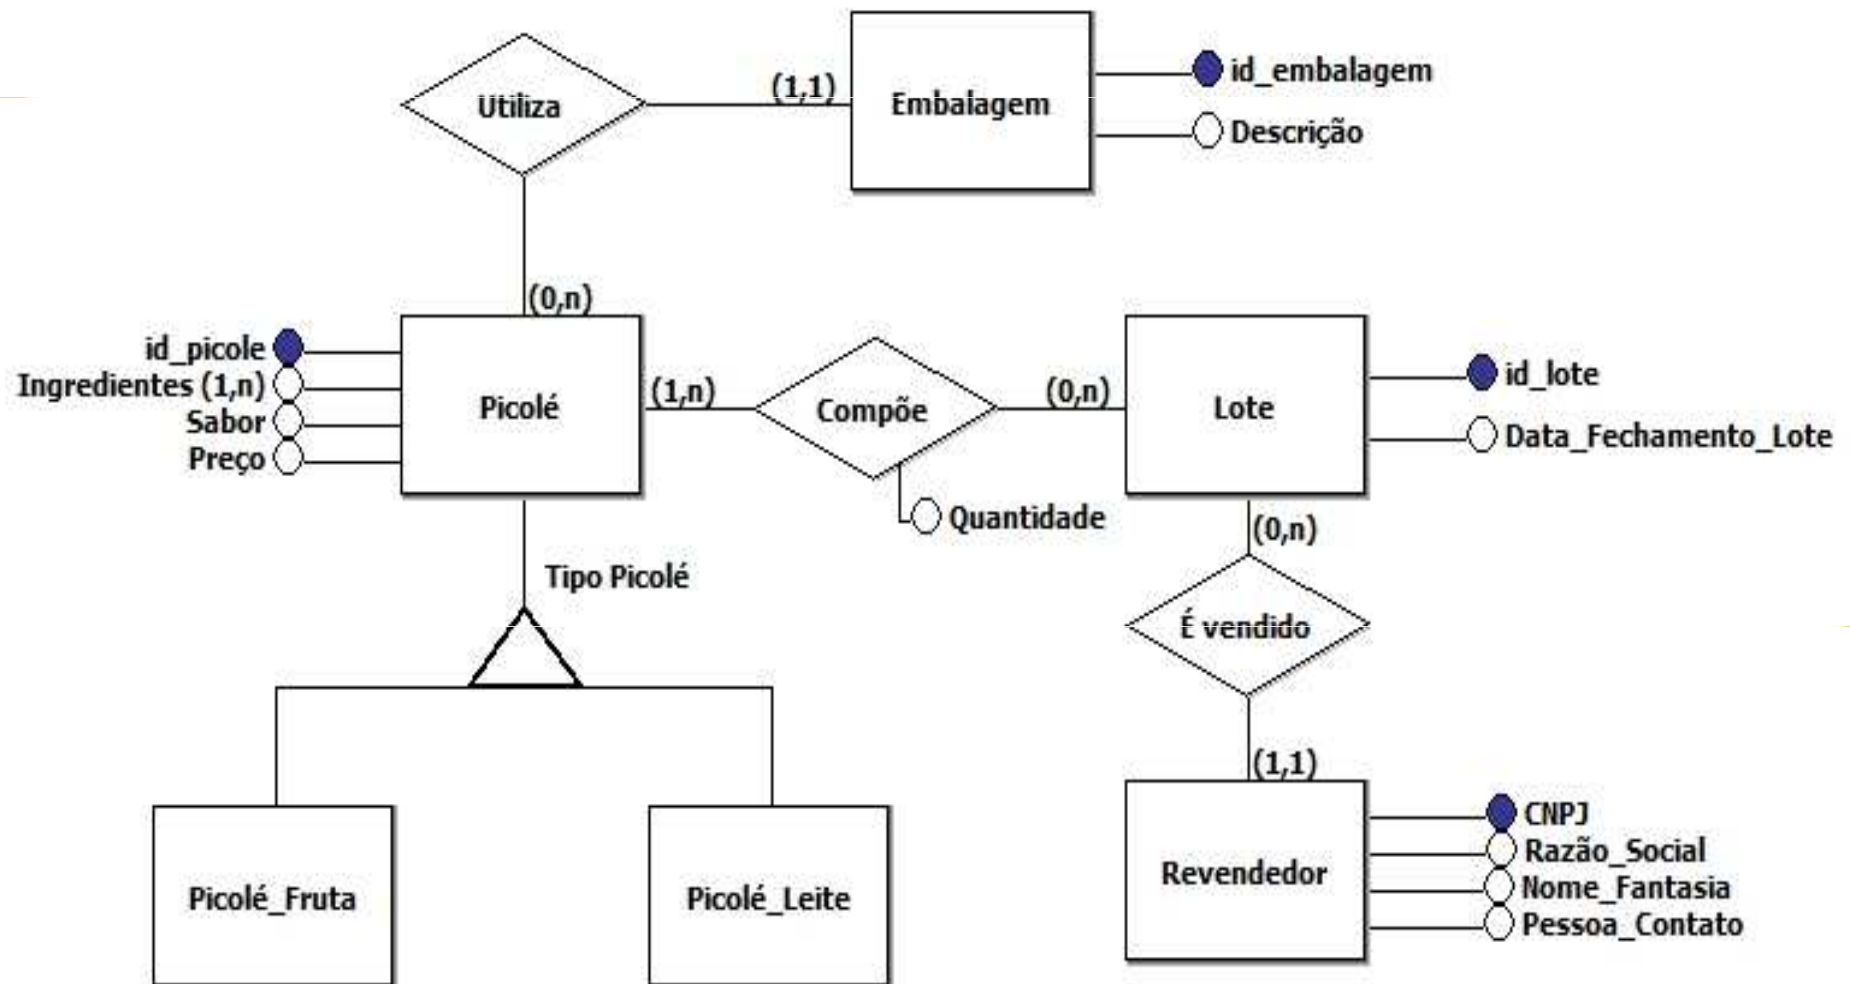 Utiliza
(1,1)
Embalagem
id_embalagem
Descrição
(0,n)
id_picole
Ingredientes (1,n)
Sabor
Preço
Picolé
(1,n)
Compõe
(0,n)
Lote
id_lote
Data_Fechamento_Lote
Quantidade
(0,n)
Tipo Picolé
É vendido
(1,1)
Picolé_Fruta
Picolé_Leite
Revendedor
CNPJ
Razão_Social
Nome_Fantasia
Pessoa_Contato